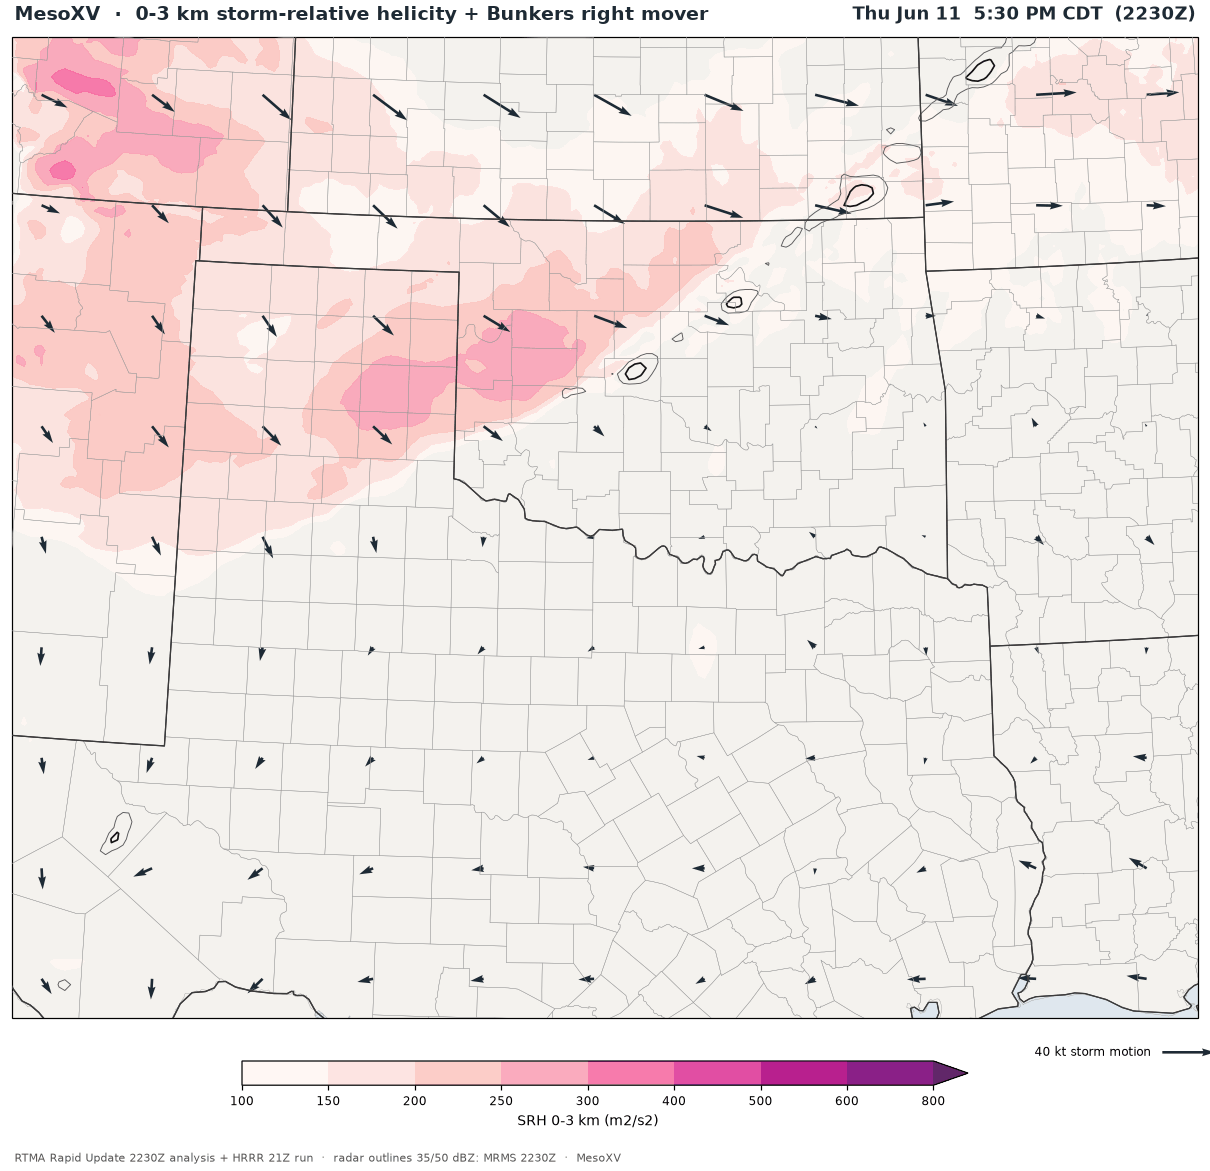 MesoXV · 0-3 km storm-relative helicity + Bunkers right mover
Thu Jun 11 5:30 PM CDT (2230Z)
40 kt storm motion
100 150 200 250 300 400 500 600 800
SRH 0-3 km (m2/s2)
RTMA Rapid Update 2230Z analysis + HRRR 21Z run · radar outlines 35/50 dBZ: MRMS 2230Z · MesoXV